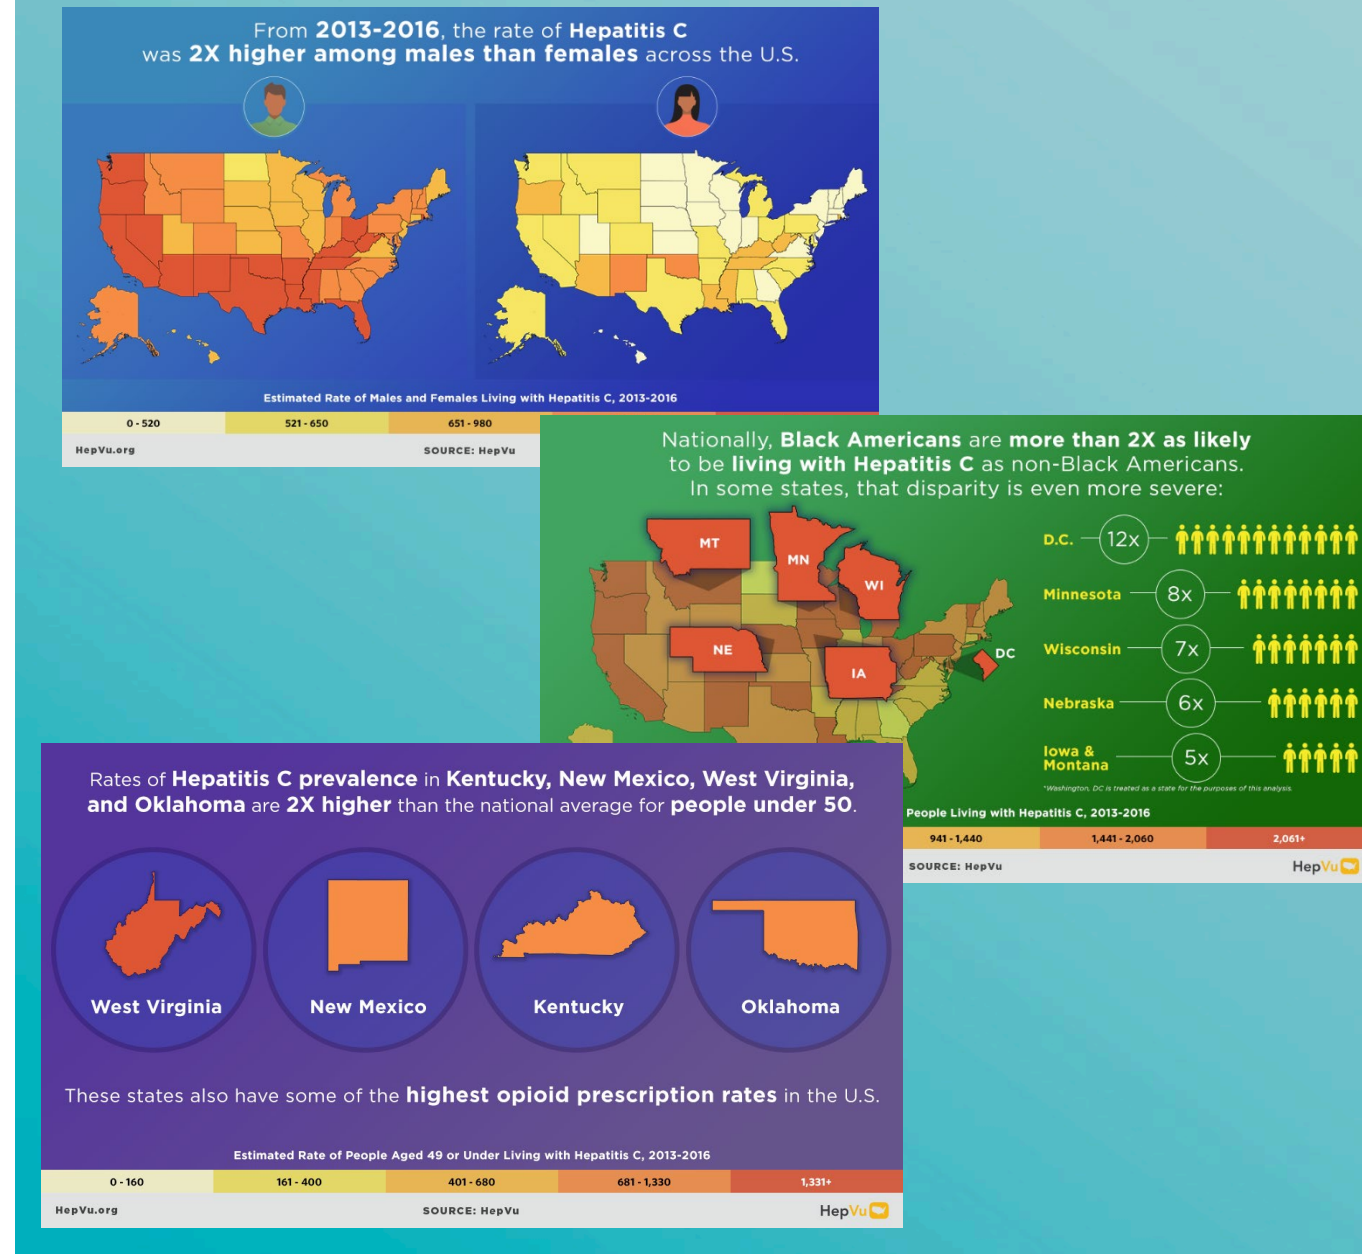 From 2013-2016, the rate of Hepatitis C
was 2X higher among males than females across the U.S.
Estimated Rate of Males and Females Living with Hepatitis C, 2013-2016
0 - 520
521 - 650
651 - 980
HepVu.org
SOURCE: HepVu
Nationally, Black Americans are more than 2X as likely
to be living with Hepatitis C as non-Black Americans.
In some states, that disparity is even more severe:
MT
MN
WI
NE
IA
DC
D.C. 12x
Minnesota 8x
Wisconsin 7x
Nebraska 6x
Iowa &
Montana 5x
*Washington, DC is treated as a state for the purposes of this analysis.
People Living with Hepatitis C, 2013-2016
941 - 1,440
1,441 - 2,060
2,061+
SOURCE: HepVu
HepVu
Rates of Hepatitis C prevalence in Kentucky, New Mexico, West Virginia,
and Oklahoma are 2X higher than the national average for people under 50.
West Virginia
New Mexico
Kentucky
Oklahoma
These states also have some of the highest opioid prescription rates in the U.S.
Estimated Rate of People Aged 49 or Under Living with Hepatitis C, 2013-2016
0 - 160
161 - 400
401 - 680
681 - 1,330
1,331+
HepVu.org
SOURCE: HepVu
HepVu